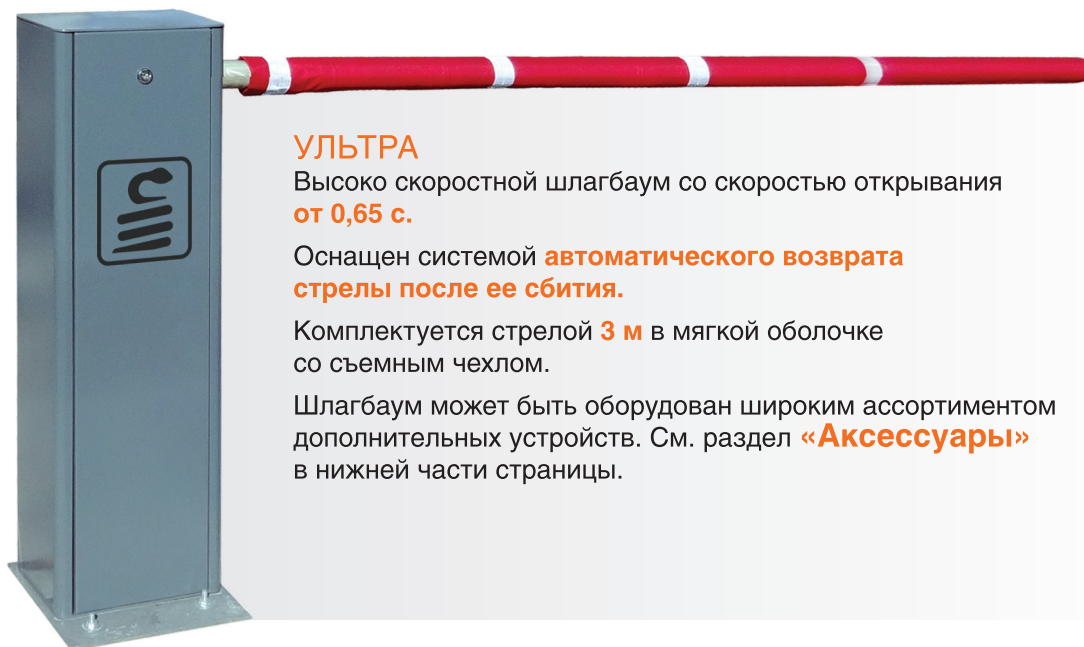 УЛЬТРА
Высоко скоростной шлагбаум со скоростью открывания
от 0,65 с.
Оснащен системой автоматического возврата
стрелы после ее сбития.
Комплектуется стрелой 3 м в мягкой оболочке
со съемным чехлом.
Шлагбаум может быть оборудован широким ассортиментом
дополнительных устройств. См. раздел «Аксессуары»
в нижней части страницы.